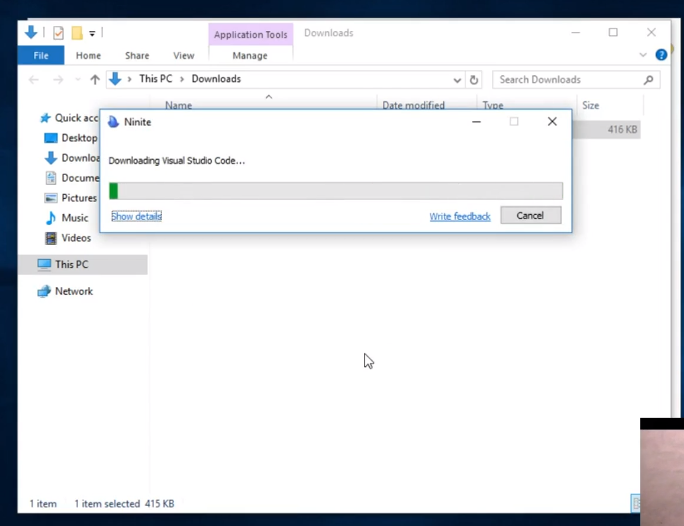 Application Tools Downloads
File Home Share View Manage
This PC > Downloads
Search Downloads
Name Date modified Type Size
416 KB
Quick acc
Desktop
Downloa
Docume
Pictures
Music
Videos
This PC
Network
Ninite
Downloading Visual Studio Code...
Show details Write feedback Cancel
1 item 1 item selected 415 KB